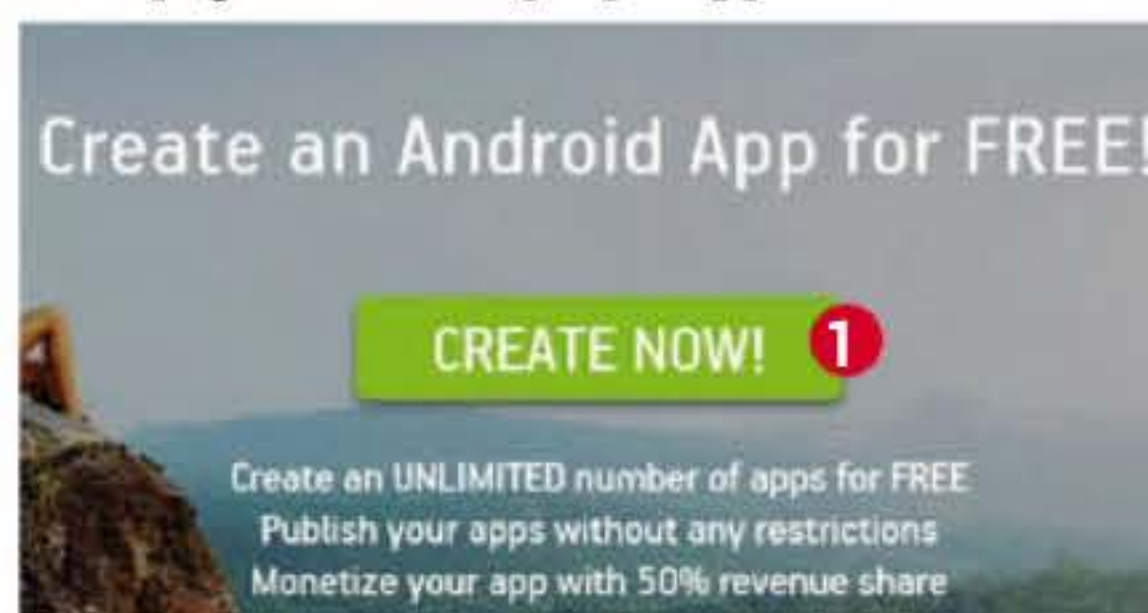 Create an Android App for FREE!
CREATE NOW! 1
Create an UNLIMITED number of apps for FREE
Publish your apps without any restrictions
Monetize your app with 50% revenue share